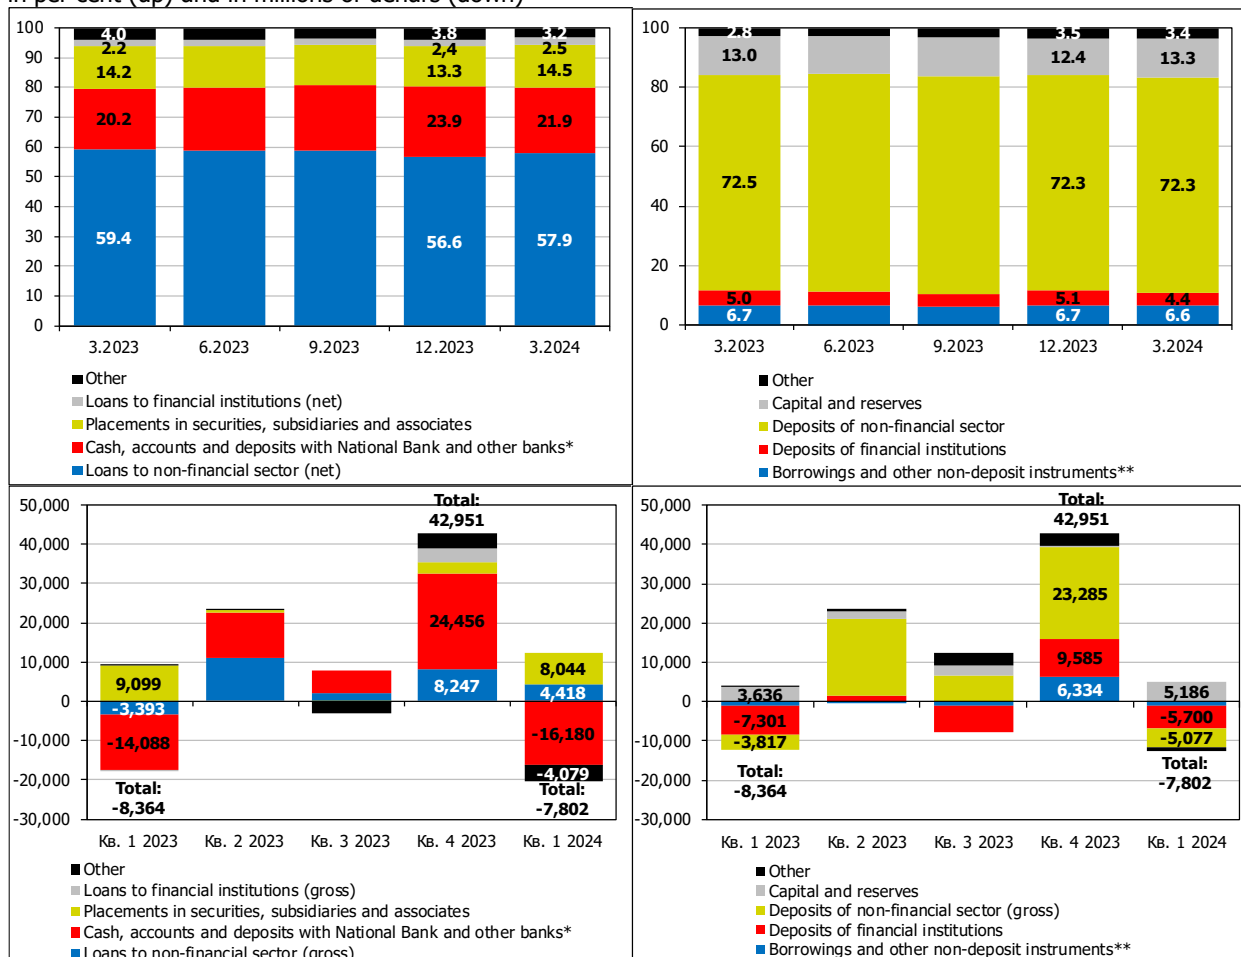 in per cent (up) and in millions of denars (down)
100
90
80
70
60
50
40
30
20
10
0
4.0
2.2
14.2
20.2
59.4
3.8
2,4
13.3
23.9
56.6
3.2
2.5
14.5
21.9
57.9
3.2023
6.2023
9.2023
12.2023
3.2024
Other
Loans to financial institutions (net)
Placements in securities, subsidiaries and associates
Cash, accounts and deposits with National Bank and other banks*
Loans to non-financial sector (net)
100
80
60
40
20
0
2.8
13.0
72.5
5.0
6.7
3.5
12.4
72.3
5.1
6.7
3.4
13.3
72.3
4.4
6.6
3.2023
6.2023
9.2023
12.2023
3.2024
Other
Capital and reserves
Deposits of non-financial sector
Deposits of financial institutions
Borrowings and other non-deposit instruments**
50,000
40,000
30,000
20,000
10,000
0
-10,000
-20,000
-30,000
9,099
-3,393
-14,088
Total:
-8,364
Total:
42,951
24,456
8,247
8,044
4,418
-16,180
-4,079
Total:
-7,802
Кв. 1 2023
Кв. 2 2023
Кв. 3 2023
Кв. 4 2023
Кв. 1 2024
Other
Loans to financial institutions (gross)
Placements in securities, subsidiaries and associates
Cash, accounts and deposits with National Bank and other banks*
Loans to non-financial sector (gross)
50,000
40,000
30,000
20,000
10,000
0
-10,000
-20,000
-30,000
3,636
-7,301
-3,817
Total:
-8,364
Total:
42,951
23,285
9,585
6,334
5,186
-5,700
-5,077
Total:
-7,802
Кв. 1 2023
Кв. 2 2023
Кв. 3 2023
Кв. 4 2023
Кв. 1 2024
Other
Capital and reserves
Deposits of non-financial sector (gross)
Deposits of financial institutions
Borrowings and other non-deposit instruments**